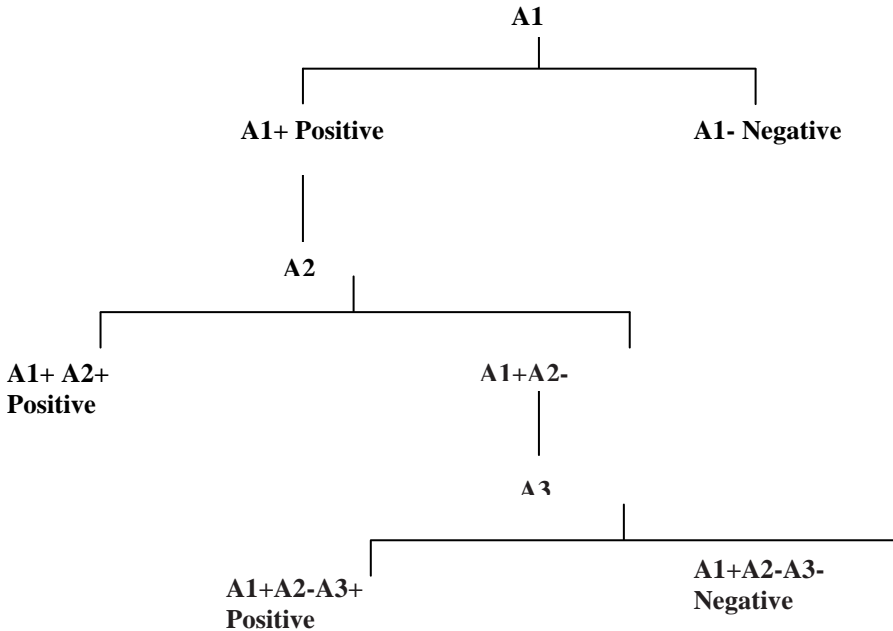 A1
A1+ Positive
A1- Negative
A2
A1+ A2+
Positive
A1+A2-
A3
A1+A2-A3+
Positive
A1+A2-A3-
Negative